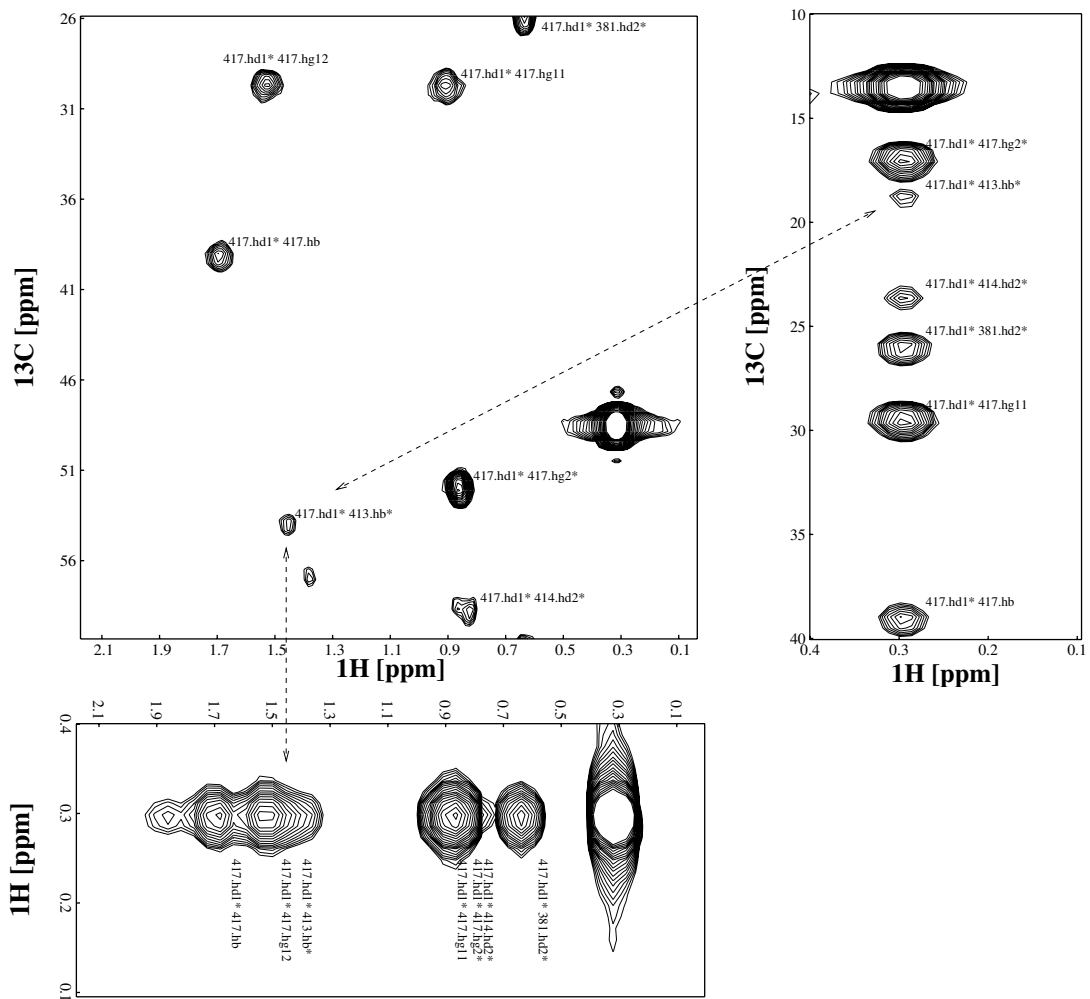 26
31
36
41
46
51
56
13C [ppm]
417.hd1* 381.hd2*
417.hd1* 417.hg12
417.hd1* 417.hg11
417.hd1* 417.hb
417.hd1* 417.hg2*
417.hd1* 413.hb*
417.hd1* 414.hd2*
2.1 1.9 1.7 1.5 1.3 1.1 0.9 0.6 0.3 0.1
1H [ppm]
10
15
20
25
30
35
40
13C [ppm]
417.hd1* 417.hg2*
417.hd1* 413.hb*
417.hd1* 414.hd2*
417.hd1* 381.hd2*
417.hd1* 417.hg11
417.hd1* 417.hb
0.4 0.3 0.2 0.1
1H [ppm]
2.1 1.9 1.7 1.5 1.3 1.1 0.9 0.6 0.3 0.1
0.4
0.3
0.2
0.1
1H [ppm]
417.hd1* 417.hb
417.hd1* 417.hg12
417.hd1* 413.hb*
417.hd1* 417.hg11
417.hd1* 417.hg2*
417.hd1* 414.hd2*
417.hd1* 381.hd2*